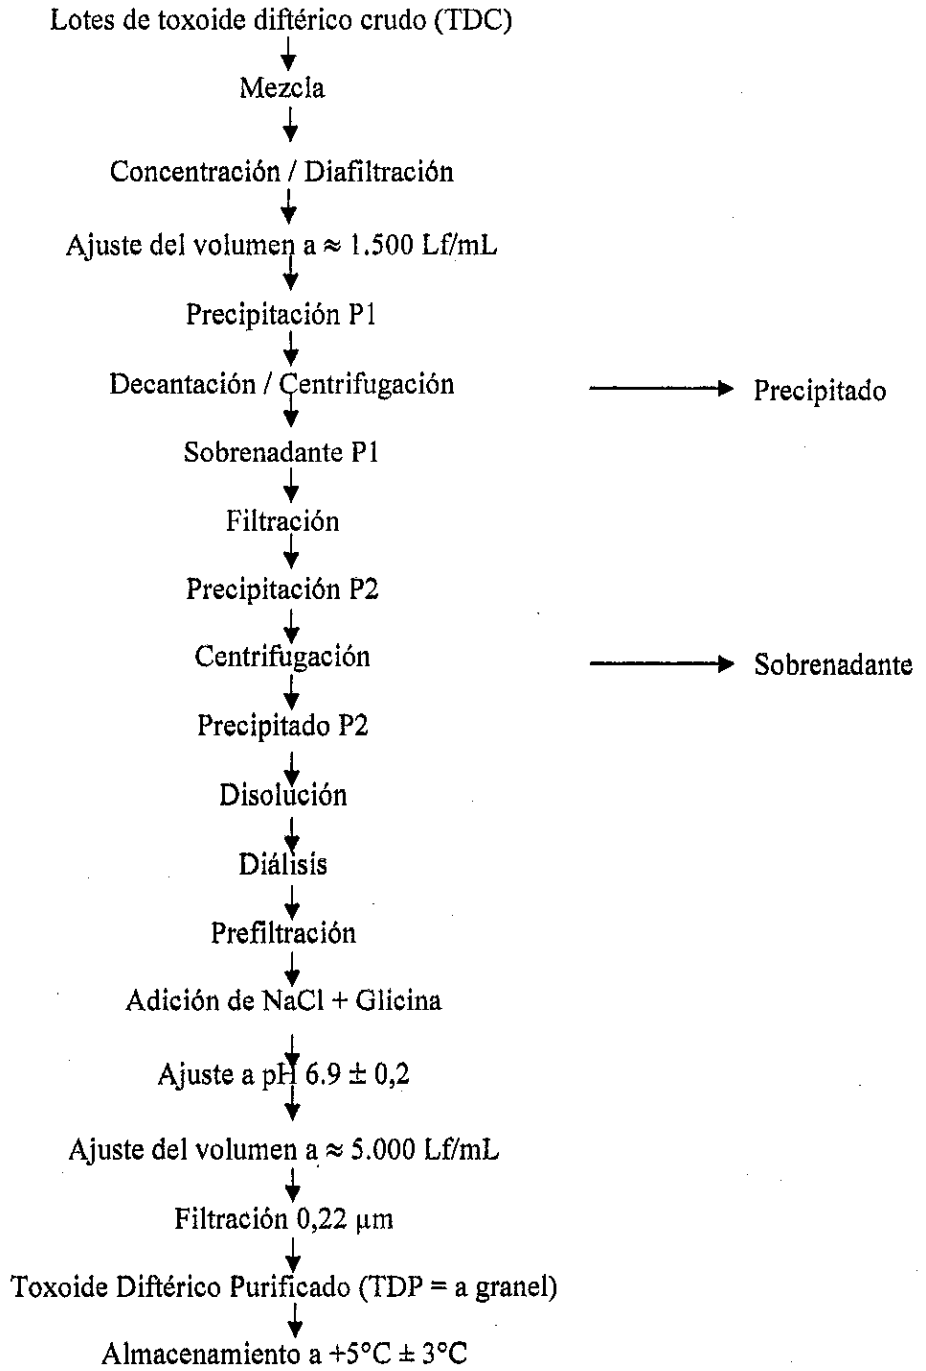 Lotes de toxoide diftérico crudo (TDC)
Mezcla
Concentración / Diafiltración
Ajuste del volumen a ≈ 1.500 Lf/mL
Precipitación P1
Decantación / Centrifugación
Precipitado
Sobrenadante P1
Filtración
Precipitación P2
Centrifugación
Sobrenadante
Precipitado P2
Disolución
Diálisis
Prefiltración
Adición de NaCl + Glicina
Ajuste a pH 6.9 ± 0,2
Ajuste del volumen a ≈ 5.000 Lf/mL
Filtración 0,22 µm
Toxoide Diftérico Purificado (TDP = a granel)
Almacenamiento a +5°C ± 3°C